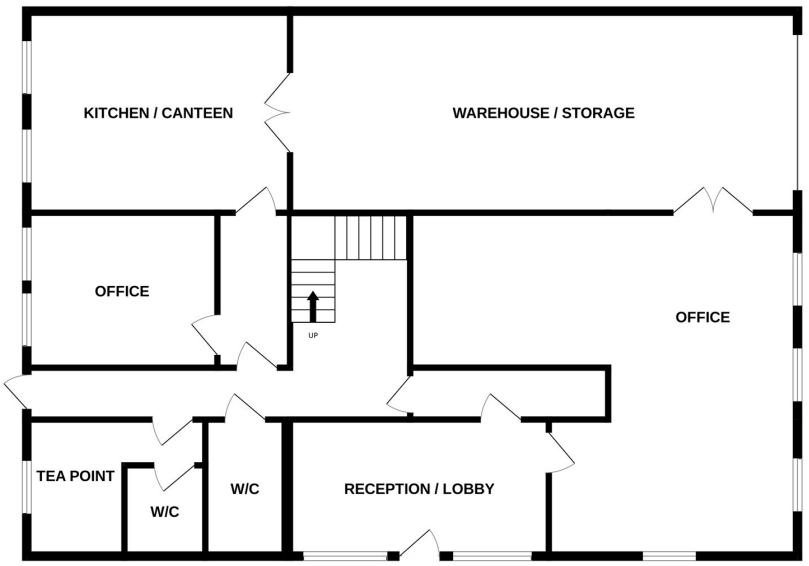 KITCHEN / CANTEEN
WAREHOUSE / STORAGE
OFFICE
OFFICE
UP
TEA POINT
W/C
W/C
RECEPTION / LOBBY